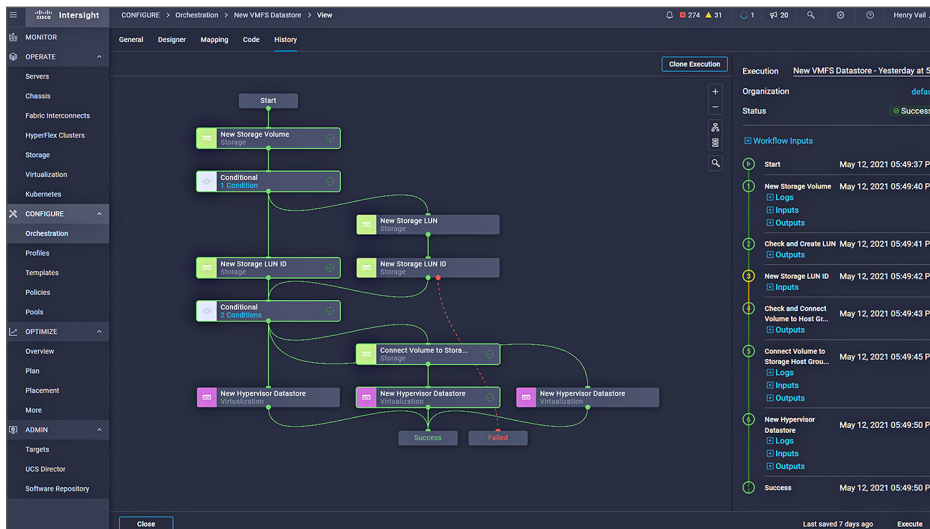 CISCO Intersight
CONFIGURE > Orchestration > New VMFS Datastore > View
274 31 1 20 Henry Vail
MONITOR
OPERATE
Servers
Chassis
Fabric Interconnects
HyperFlex Clusters
Storage
Virtualization
Kubernetes
CONFIGURE
Orchestration
Profiles
Templates
Policies
Pools
OPTIMIZE
Overview
Plan
Placement
More
ADMIN
Targets
UCS Director
Software Repository
General Designer Mapping Code History
Clone Execution
Start
New Storage Volume
Storage
Conditional
1 Condition
New Storage LUN
Storage
New Storage LUN ID
Storage
New Storage LUN ID
Storage
Conditional
2 Conditions
Connect Volume to Stora...
Storage
New Hypervisor Datastore
Virtualization
New Hypervisor Datastore
Virtualization
New Hypervisor Datastore
Virtualization
Success
Failed
Execution New VMFS Datastore - Yesterday at 5
Organization defau
Status Success
Workflow Inputs
Start May 12, 2021 05:49:37 P
1 New Storage Volume May 12, 2021 05:49:40 P
Logs
Inputs
Outputs
2 Check and Create LUN May 12, 2021 05:49:41 P
Outputs
3 New Storage LUN ID May 12, 2021 05:49:42 P
Inputs
4 Check and Connect
Volume to Host Gr... May 12, 2021 05:49:43 P
Outputs
5 Connect Volume to
Storage Host Grou... May 12, 2021 05:49:45 P
Logs
Inputs
Outputs
6 New Hypervisor
Datastore May 12, 2021 05:49:50 P
Logs
Inputs
Outputs
Success May 12, 2021 05:49:50 P
Close
Last saved 7 days ago Execute